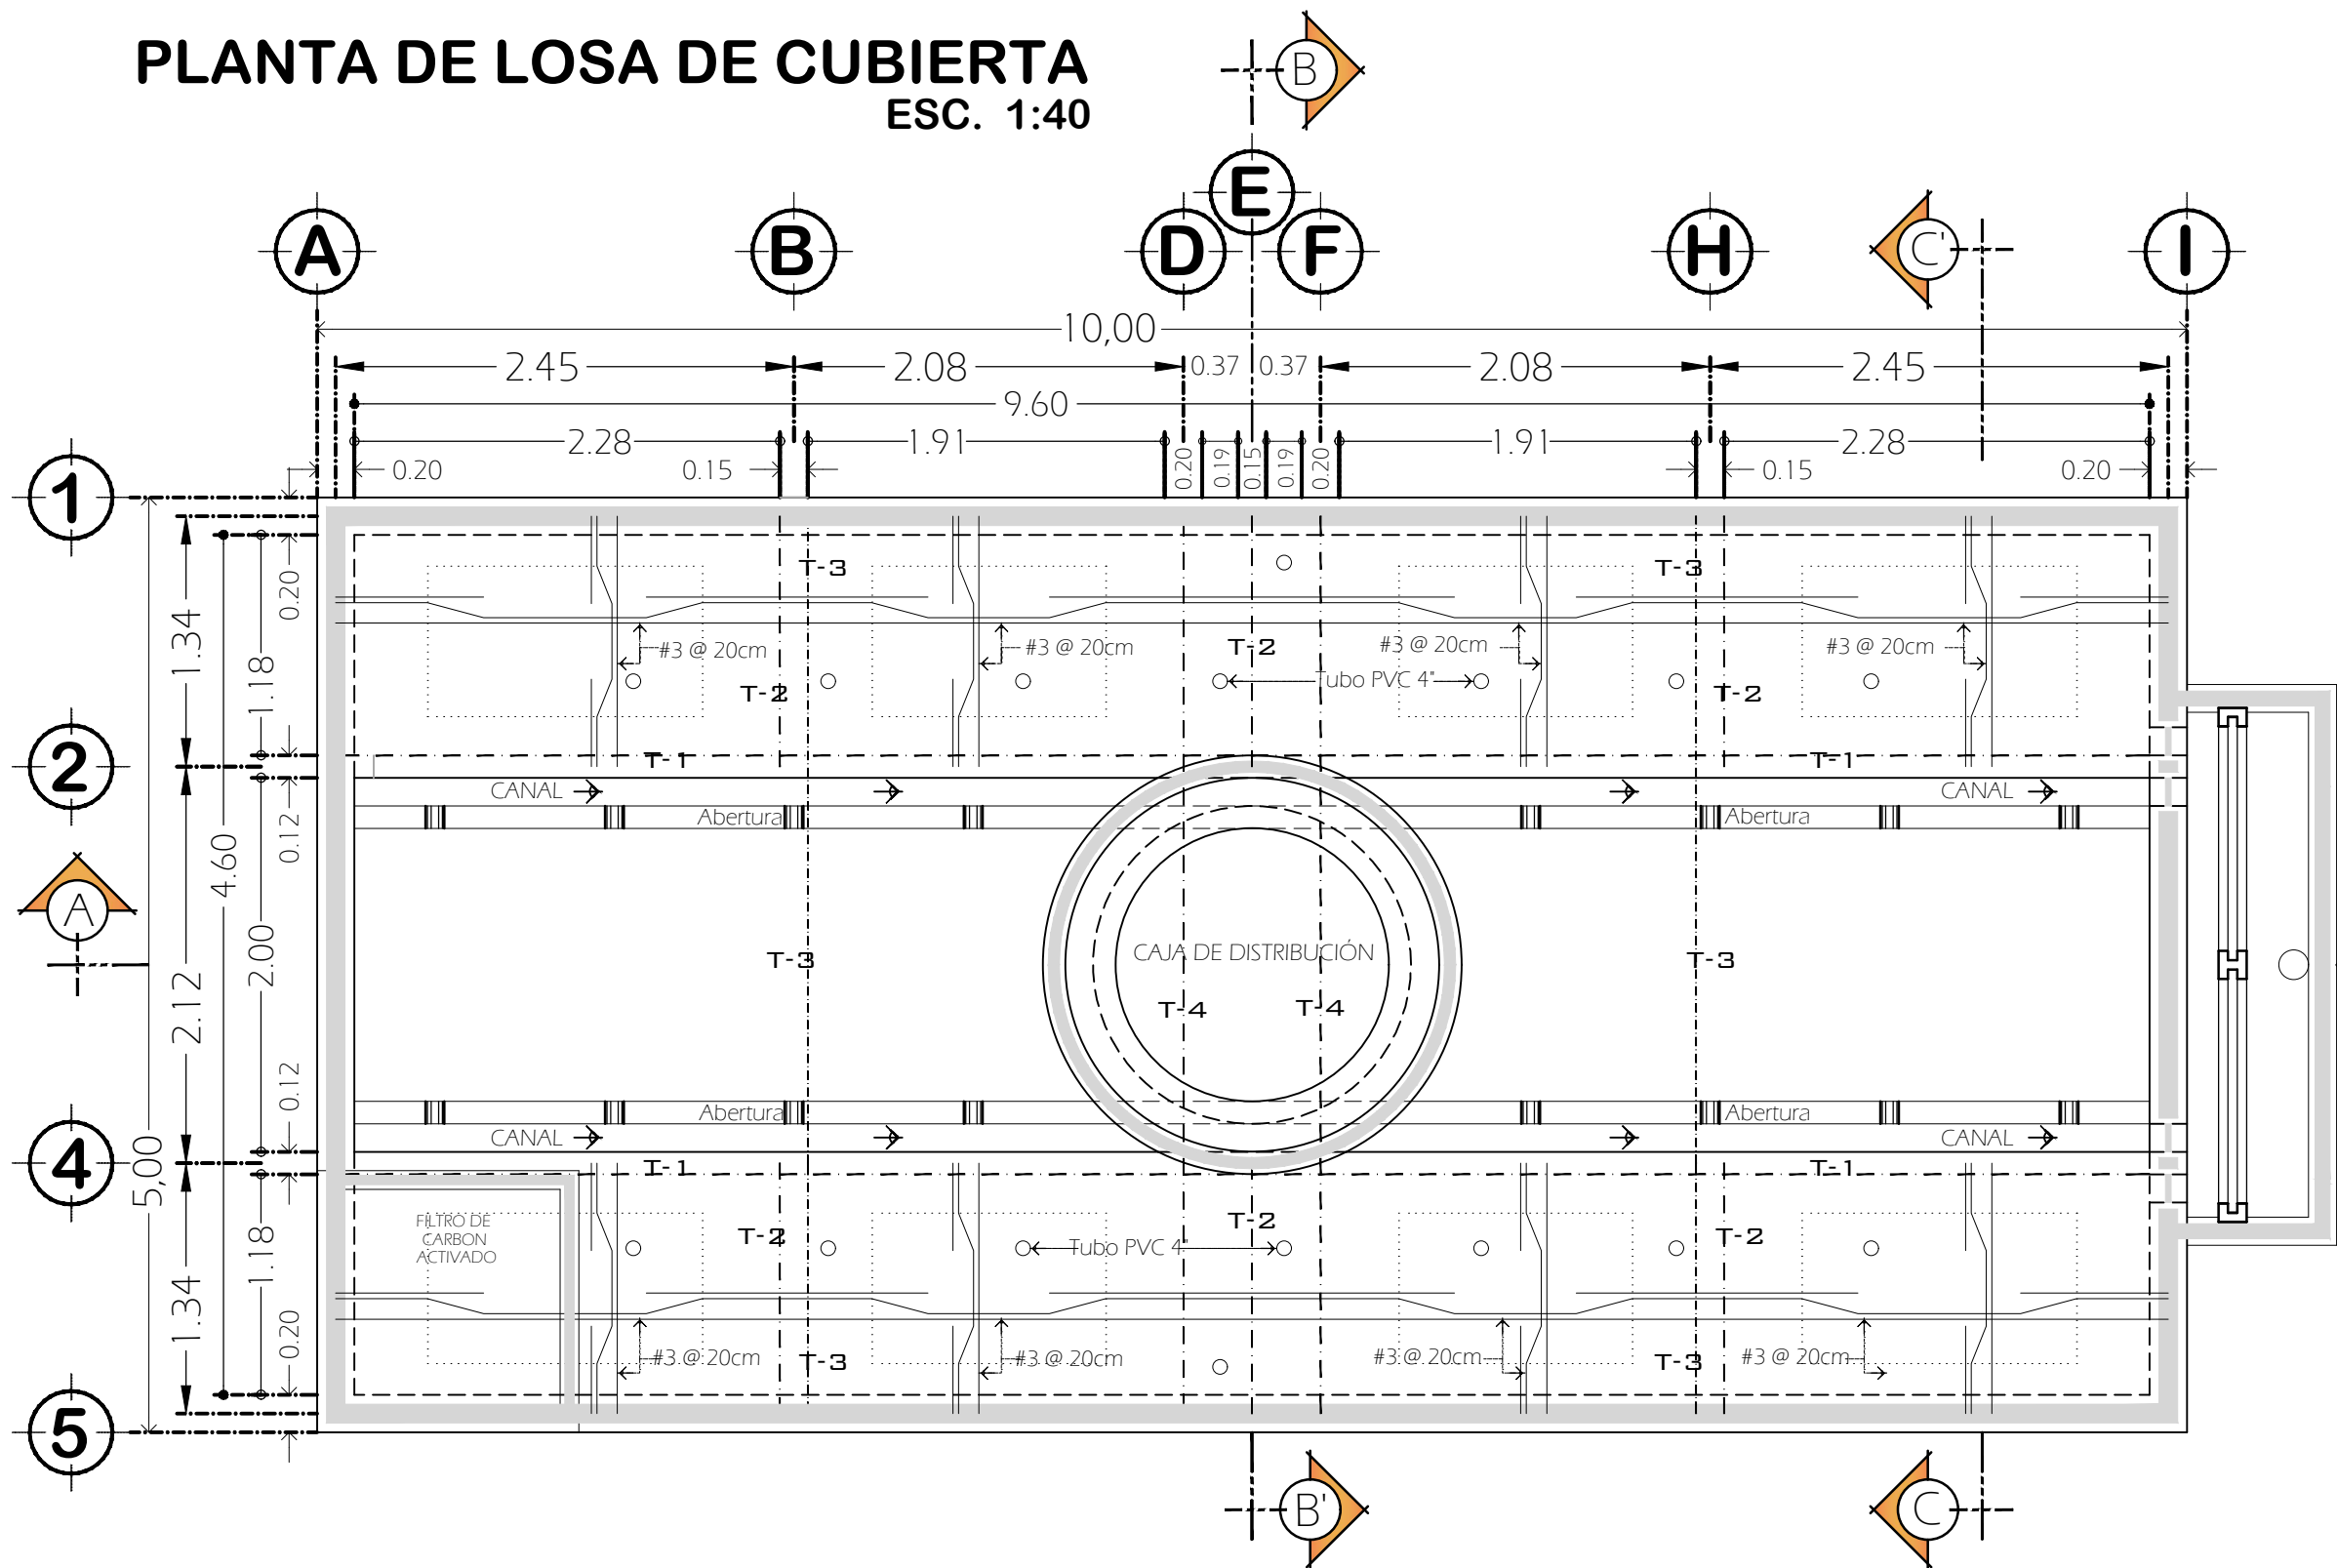 PLANTA DE LOSA DE CUBIERTA
ESC. 1:40
B
E
A B D F H C' I
10,00
2.45 2.08 0.37 0.37 2.08 2.45
9.60
2.28 1.91 1.91 2.28
0.20 0.15 0.20 0.19 0.15 0.19 0.20 0.15 0.20
1
T-3 T-3
0.20
1.34
1.18
#3 @ 20cm #3 @ 20cm T-2 #3 @ 20cm #3 @ 20cm
Tubo PVC 4"
T-2 T-2
2
T-1 T-1
CANAL CANAL
Abertura Abertura
0.12
4.60
A
2.00
CAJA DE DISTRIBUCIÓN
T-3 T-3
2.12
T-4 T-4
0.12
Abertura Abertura
CANAL CANAL
4
5,00
T-1 T-1
FILTRO DE
CARBON
ACTIVADO
T-2 T-2 T-2
Tubo PVC 4"
1.18
1.34
0.20
#3 @ 20cm T-3 #3 @ 20cm #3 @ 20cm T-3 #3 @ 20cm
5
B' C